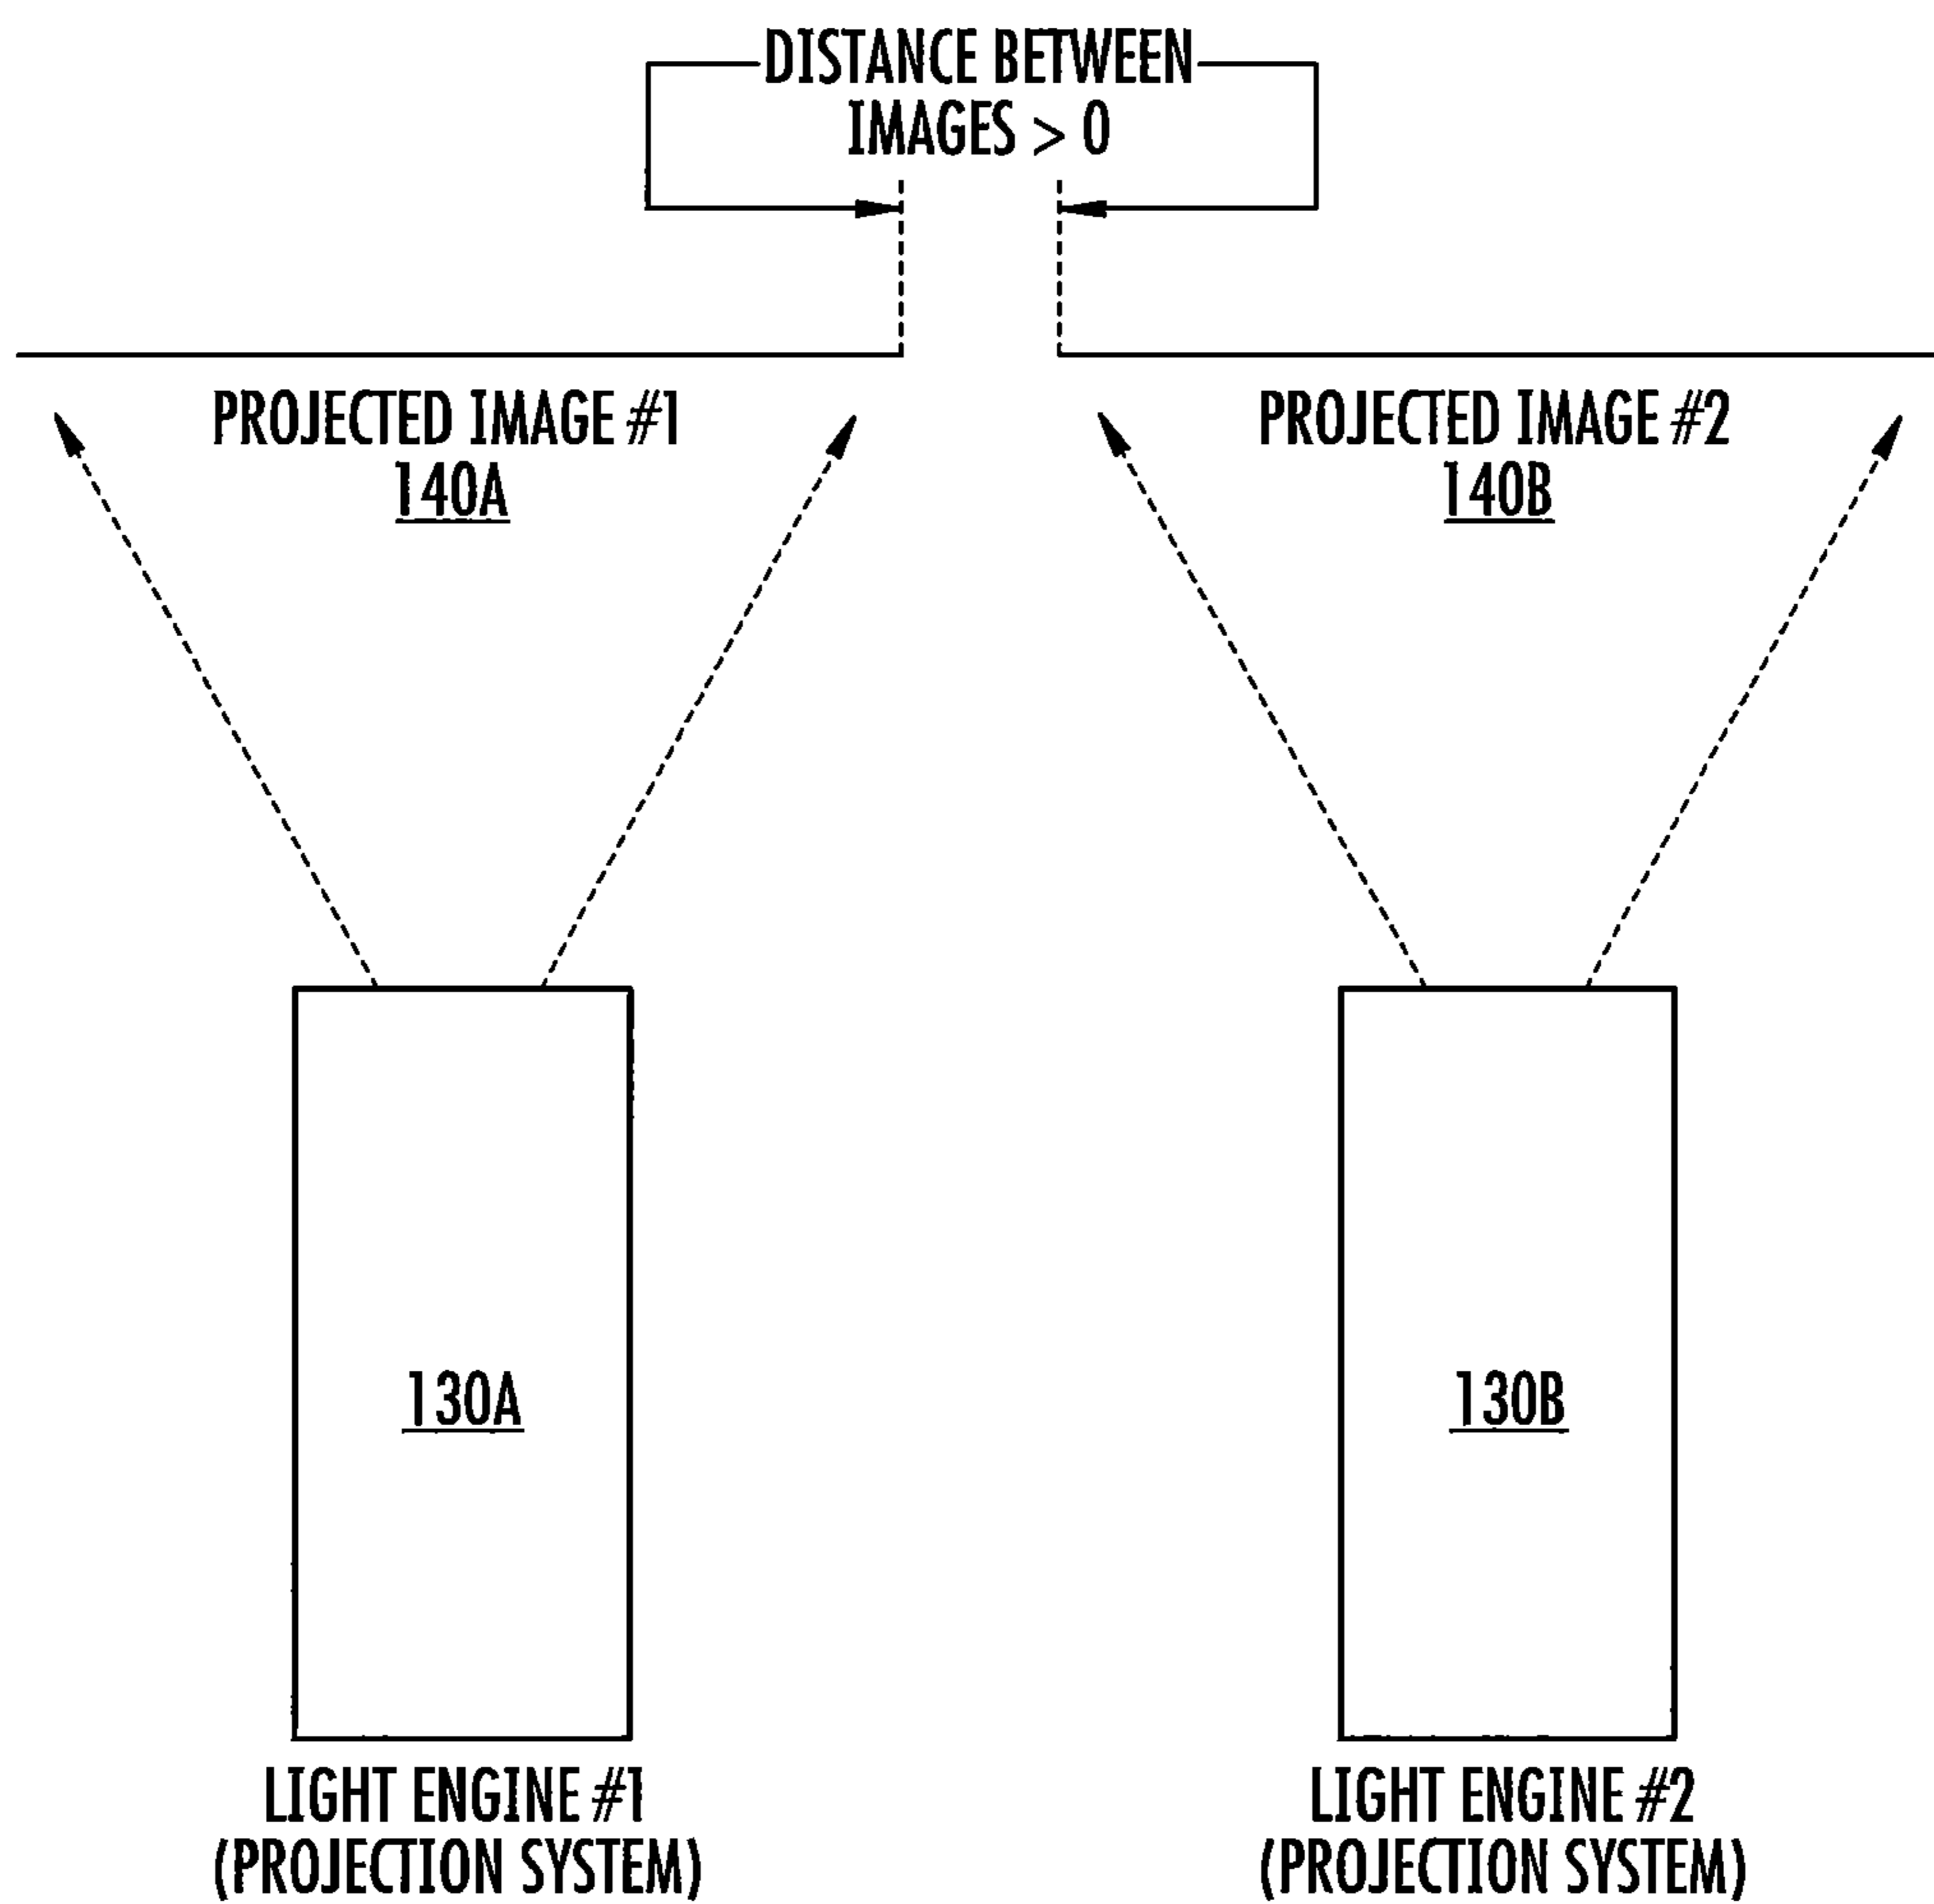 DISTANCE BETWEEN
IMAGES > 0
PROJECTED IMAGE #1
140A
PROJECTED IMAGE #2
140B
130A
130B
LIGHT ENGINE #1
(PROJECTION SYSTEM)
LIGHT ENGINE #2
(PROJECTION SYSTEM)